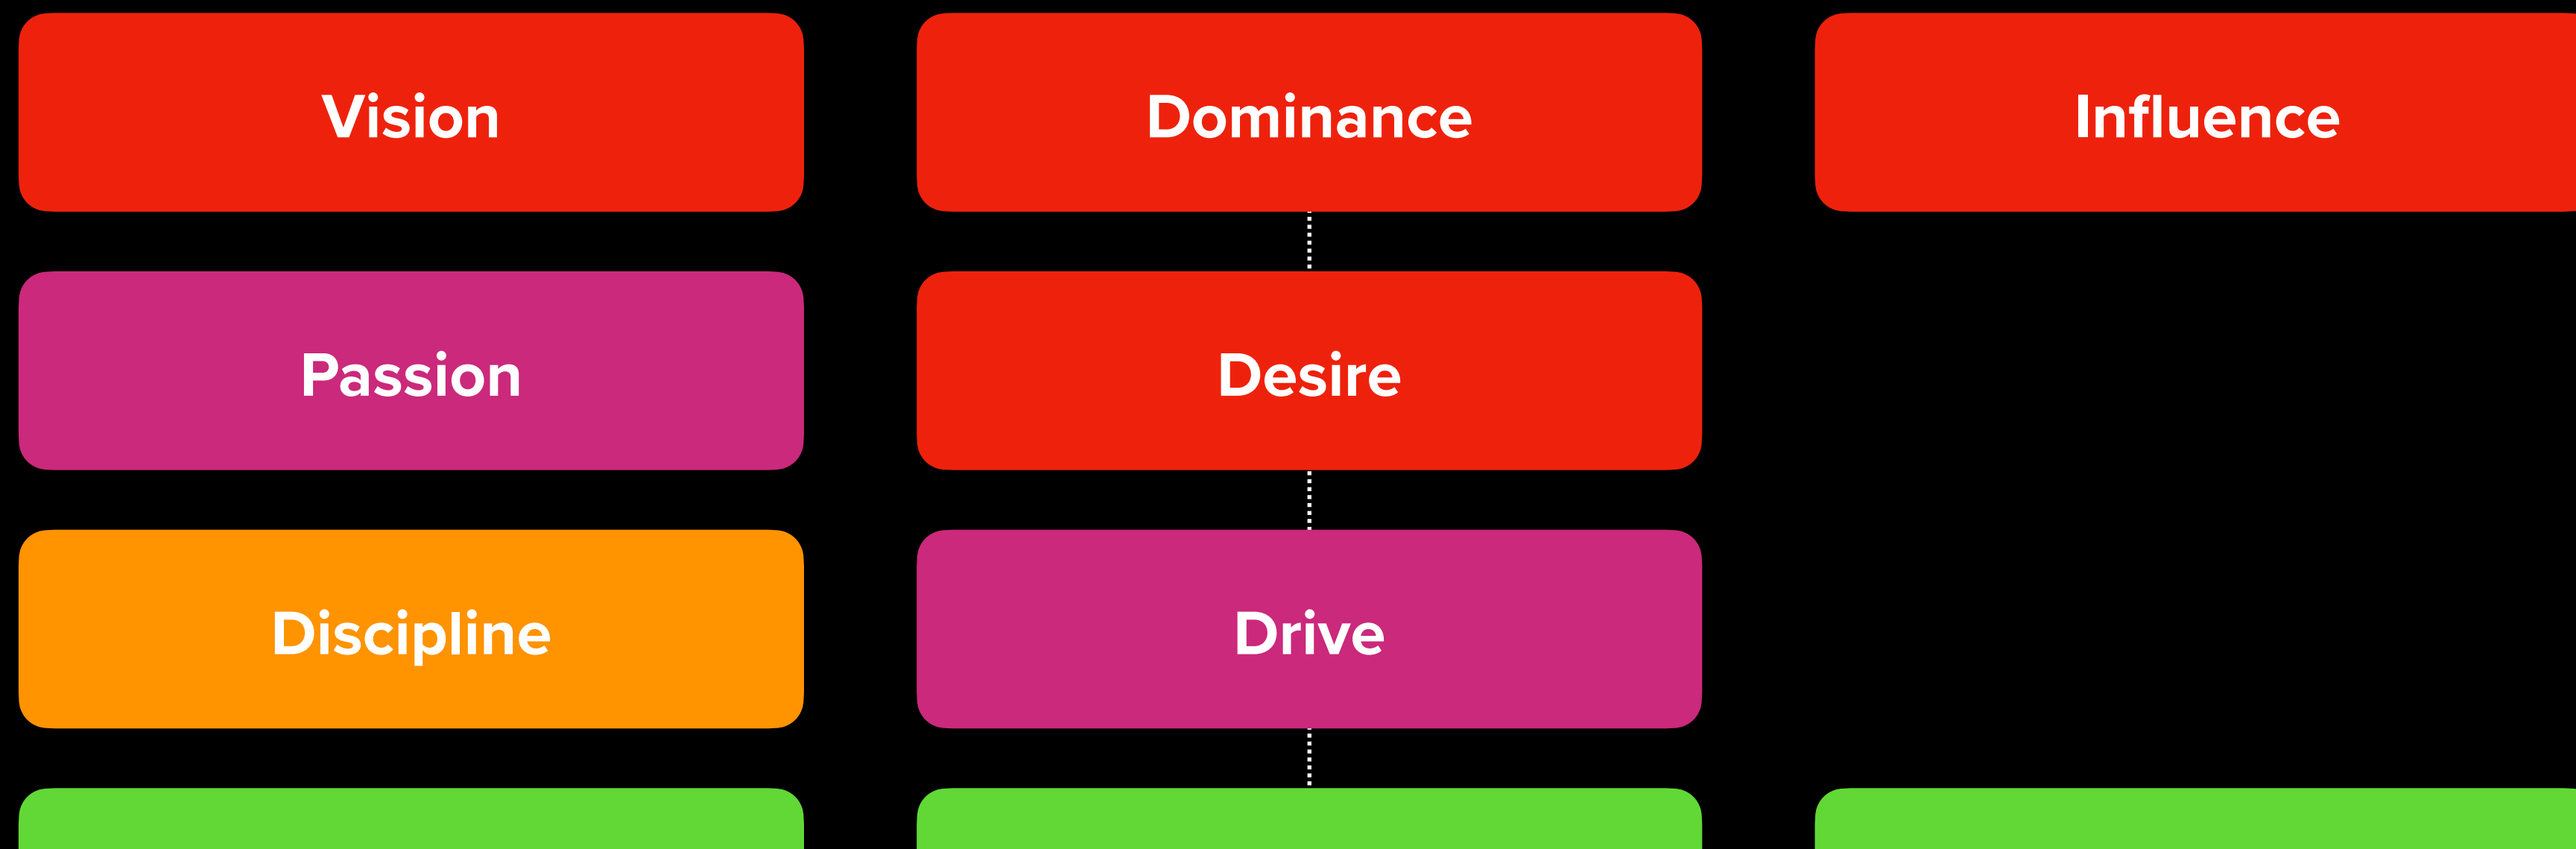 Vision
Dominance
Influence
Passion
Desire
Discipline
Drive